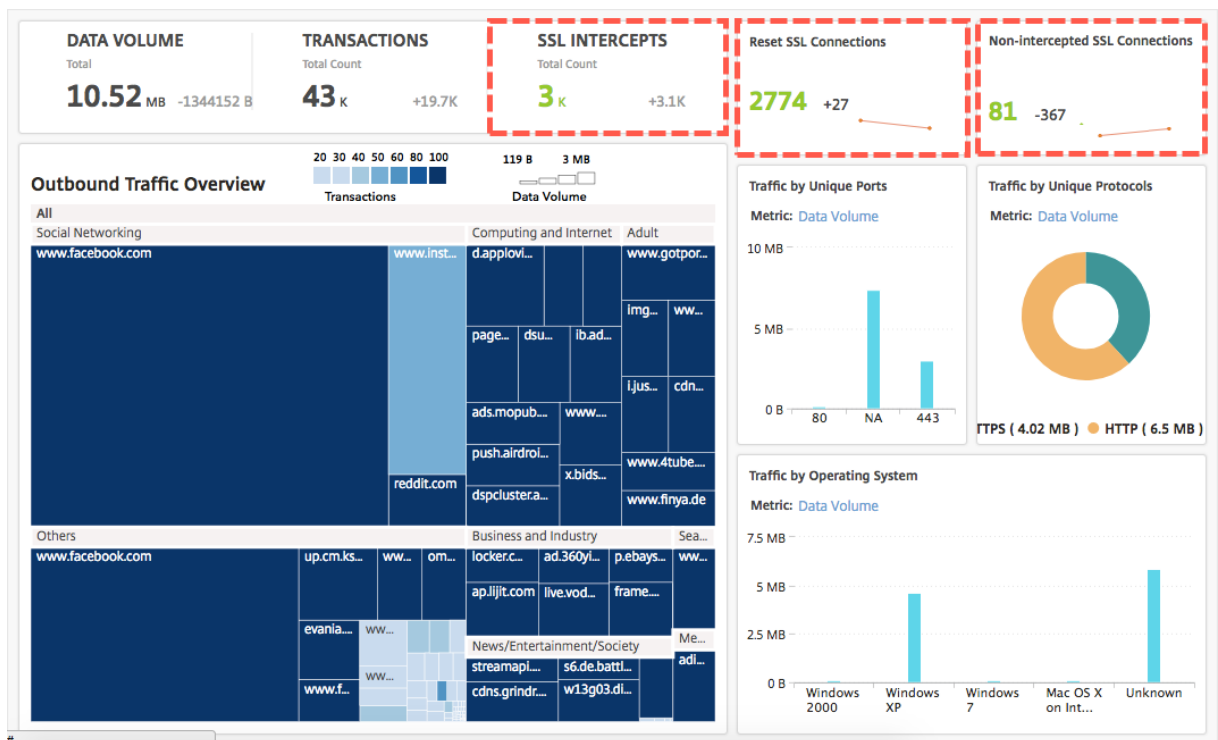 DATA VOLUME
Total
10.52 MB -1344152 B
TRANSACTIONS
Total Count
43 K +19.7K
SSL INTERCEPTS
Total Count
3 K +3.1K
Reset SSL Connections
2774 +27
Non-intercepted SSL Connections
81 -367
Outbound Traffic Overview
20 30 40 50 60 80 100
Transactions
119 B 3 MB
Data Volume
All
Social Networking
www.facebook.com
www.inst...
reddit.com
Computing and Internet
d.applovi...
page...
dsu...
ib.ad...
ads.mopub....
www....
push.airdroi...
x.bids...
dspcluster.a...
Adult
www.gotpor...
img...
ww...
i.jus...
cdn...
www.4tube....
www.finya.de
Others
www.facebook.com
up.cm.ks...
ww...
om...
evania....
ww...
ww...
www.f...
Business and Industry
locker.c...
ad.360yi...
p.ebays...
ap.lijit.com
live.vod...
frame....
Sea...
ww...
News/Entertainment/Society
streamapi....
s6.de.battl...
cdns.grindr....
w13g03.di...
Me...
adi...
Traffic by Unique Ports
Metric: Data Volume
10 MB
5 MB
0 B
80 NA 443
Traffic by Unique Protocols
Metric: Data Volume
TTPS ( 4.02 MB ) HTTP ( 6.5 MB )
Traffic by Operating System
Metric: Data Volume
7.5 MB
5 MB
2.5 MB
0 B
Windows 2000
Windows XP
Windows 7
Mac OS X on Int...
Unknown